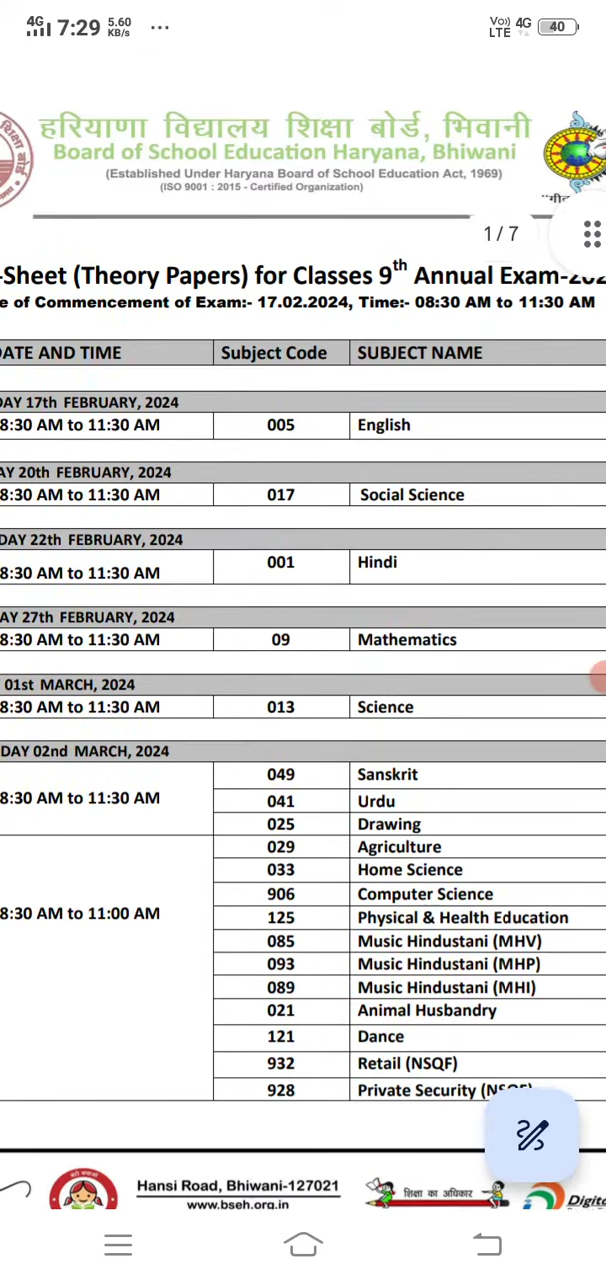 4G 7:29 5.60 KB/s ... Vo)) LTE 4G 40
हरियाणा विद्यालय शिक्षा बोर्ड, भिवानी
Board of School Education Haryana, Bhiwani
(Established Under Haryana Board of School Education Act, 1969)
(ISO 9001 : 2015 - Certified Organization)
1 / 7
-Sheet (Theory Papers) for Classes 9th Annual Exam-202
e of Commencement of Exam:- 17.02.2024, Time:- 08:30 AM to 11:30 AM
DATE AND TIME Subject Code SUBJECT NAME
DAY 17th FEBRUARY, 2024
8:30 AM to 11:30 AM 005 English
AY 20th FEBRUARY, 2024
8:30 AM to 11:30 AM 017 Social Science
DAY 22th FEBRUARY, 2024
8:30 AM to 11:30 AM 001 Hindi
AY 27th FEBRUARY, 2024
8:30 AM to 11:30 AM 09 Mathematics
01st MARCH, 2024
8:30 AM to 11:30 AM 013 Science
DAY 02nd MARCH, 2024
8:30 AM to 11:30 AM 049 Sanskrit
041 Urdu
025 Drawing
029 Agriculture
033 Home Science
906 Computer Science
8:30 AM to 11:00 AM 125 Physical & Health Education
085 Music Hindustani (MHV)
093 Music Hindustani (MHP)
089 Music Hindustani (MHI)
021 Animal Husbandry
121 Dance
932 Retail (NSQF)
928 Private Security (NSQF)
Hansi Road, Bhiwani-127021
www.bseh.org.in
शिक्षा का अधिकार
Digita